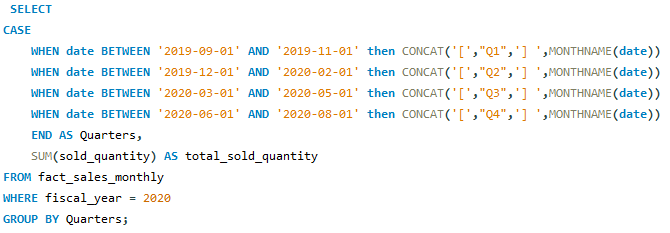 SELECT
CASE
WHEN date BETWEEN '2019-09-01' AND '2019-11-01' then CONCAT('[',"Q1",'] ',MONTHNAME(date))
WHEN date BETWEEN '2019-12-01' AND '2020-02-01' then CONCAT('[',"Q2",'] ',MONTHNAME(date))
WHEN date BETWEEN '2020-03-01' AND '2020-05-01' then CONCAT('[',"Q3",'] ',MONTHNAME(date))
WHEN date BETWEEN '2020-06-01' AND '2020-08-01' then CONCAT('[',"Q4",'] ',MONTHNAME(date))
END AS Quarters,
SUM(sold_quantity) AS total_sold_quantity
FROM fact_sales_monthly
WHERE fiscal_year = 2020
GROUP BY Quarters;